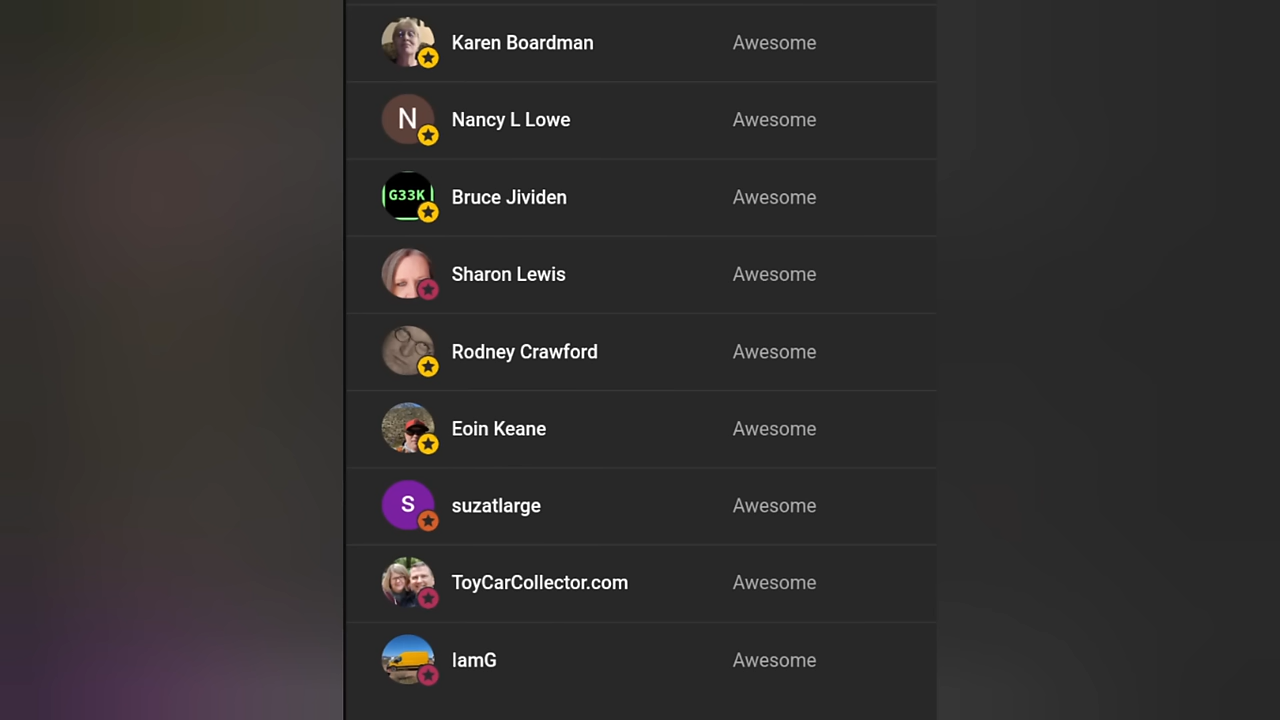 Karen Boardman Awesome
N Nancy L Lowe Awesome
G33K Bruce Jividen Awesome
Sharon Lewis Awesome
Rodney Crawford Awesome
Eoin Keane Awesome
S suzatlarge Awesome
ToyCarCollector.com Awesome
IamG Awesome